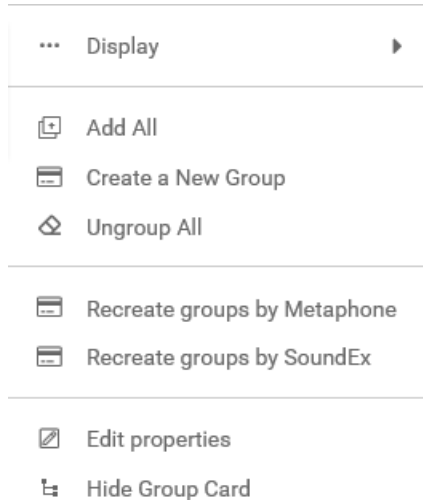 Display
Add All
Create a New Group
Ungroup All
Recreate groups by Metaphone
Recreate groups by SoundEx
Edit properties
Hide Group Card